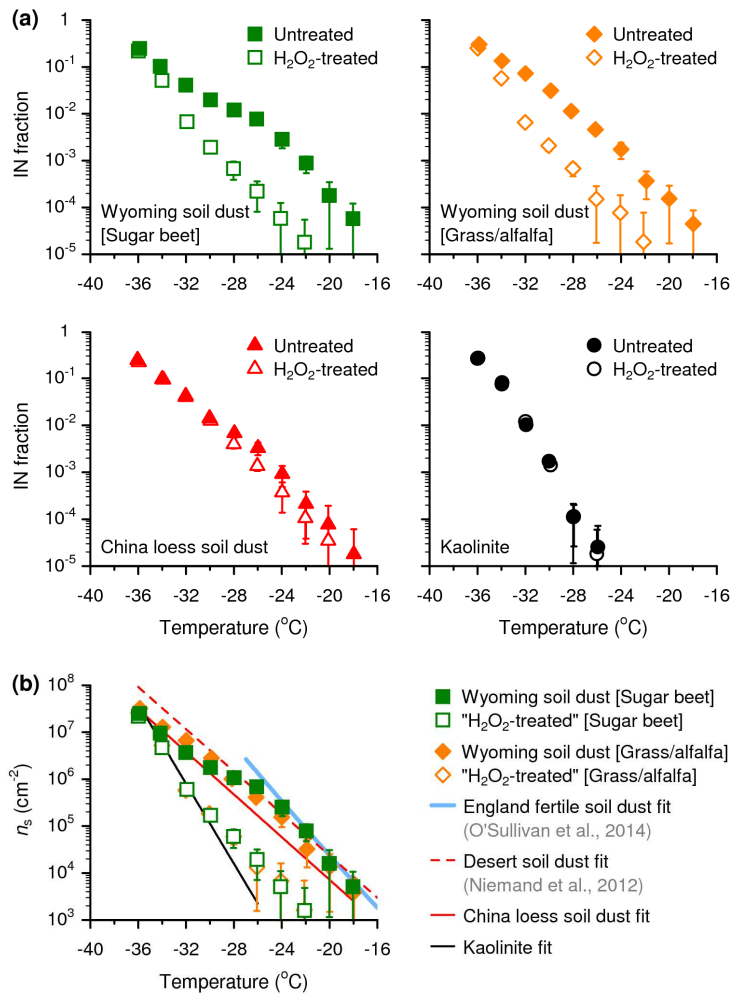 (a)
Untreated
H₂O₂-treated
Untreated
H₂O₂-treated
1
10⁻¹
10⁻²
10⁻³
10⁻⁴
10⁻⁵
IN fraction
Wyoming soil dust
[Sugar beet]
Wyoming soil dust
[Grass/alfalfa]
-40 -36 -32 -28 -24 -20 -16
-40 -36 -32 -28 -24 -20 -16
Untreated
H₂O₂-treated
Untreated
H₂O₂-treated
1
10⁻¹
10⁻²
10⁻³
10⁻⁴
10⁻⁵
IN fraction
China loess soil dust
Kaolinite
-40 -36 -32 -28 -24 -20 -16
-40 -36 -32 -28 -24 -20 -16
Temperature (°C)
Temperature (°C)
(b)
10⁸
10⁷
10⁶
10⁵
10⁴
10³
nₛ (cm⁻²)
-40 -36 -32 -28 -24 -20 -16
Temperature (°C)
Wyoming soil dust [Sugar beet]
"H₂O₂-treated" [Sugar beet]
Wyoming soil dust [Grass/alfalfa]
"H₂O₂-treated" [Grass/alfalfa]
England fertile soil dust fit
(O'Sullivan et al., 2014)
Desert soil dust fit
(Niemand et al., 2012)
China loess soil dust fit
Kaolinite fit